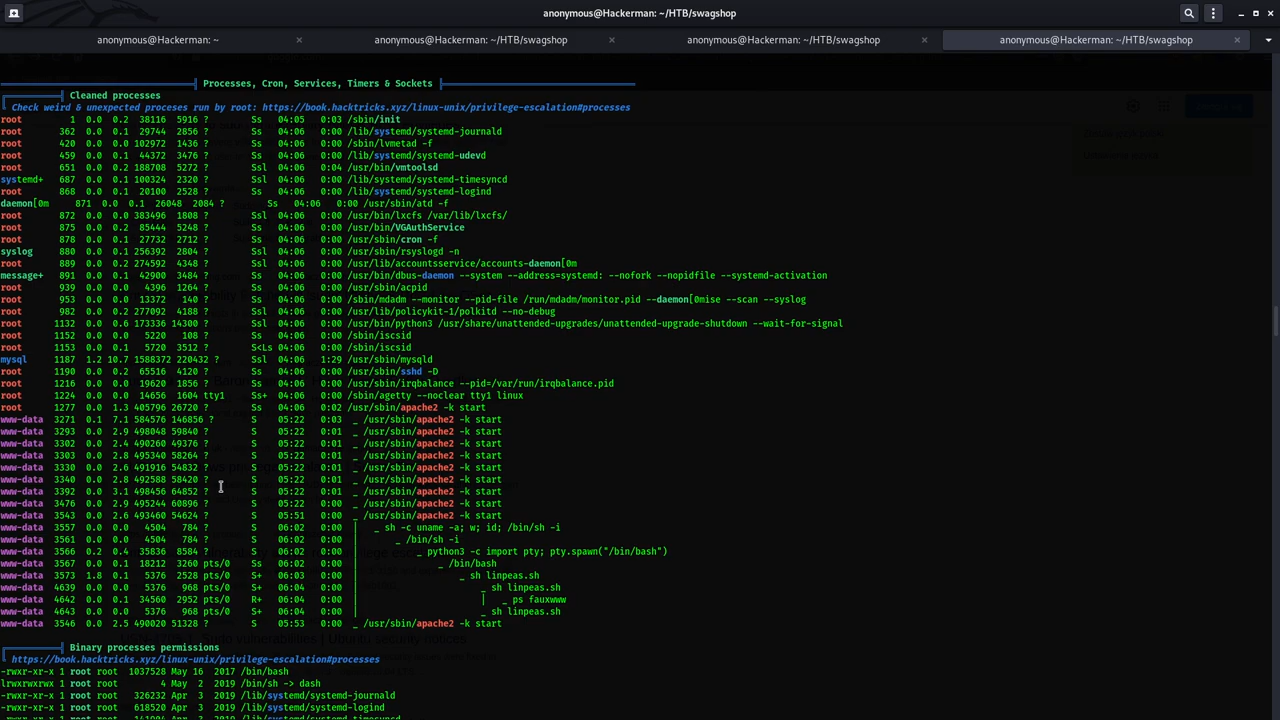 anonymous@Hackerman: ~/HTB/swagshop
anonymous@Hackerman: ~ anonymous@Hackerman: ~/HTB/swagshop anonymous@Hackerman: ~/HTB/swagshop anonymous@Hackerman: ~/HTB/swagshop
Processes, Cron, Services, Timers & Sockets
Cleaned processes
Check weird & unexpected proceses run by root: https://book.hacktricks.xyz/linux-unix/privilege-escalation#processes
root 1 0.0 0.2 38116 5916 ? Ss 04:05 0:03 /sbin/init
root 362 0.0 0.1 29744 2856 ? Ss 04:06 0:00 /lib/systemd/systemd-journald
root 420 0.0 0.0 102972 1436 ? Ss 04:06 0:00 /sbin/lvmetad -f
root 459 0.0 0.1 44372 3476 ? Ss 04:06 0:00 /lib/systemd/systemd-udevd
root 651 0.0 0.2 188708 5272 ? Ssl 04:06 0:04 /usr/bin/vmtoolsd
systemd+ 687 0.0 0.1 100324 2320 ? Ssl 04:06 0:00 /lib/systemd/systemd-timesyncd
root 868 0.0 0.1 20100 2528 ? Ss 04:06 0:00 /lib/systemd/systemd-logind
daemon[0m 871 0.0 0.1 26048 2084 ? Ss 04:06 0:00 /usr/sbin/atd -f
root 872 0.0 0.0 383496 1808 ? Ssl 04:06 0:00 /usr/bin/lxcfs /var/lib/lxcfs/
root 875 0.0 0.2 85444 5248 ? Ss 04:06 0:00 /usr/bin/VGAuthService
root 878 0.0 0.1 27732 2712 ? Ss 04:06 0:00 /usr/sbin/cron -f
syslog 880 0.0 0.1 256392 2804 ? Ssl 04:06 0:00 /usr/sbin/rsyslogd -n
root 889 0.0 0.2 274592 4348 ? Ssl 04:06 0:00 /usr/lib/accountsservice/accounts-daemon[0m
message+ 891 0.0 0.1 42900 3484 ? Ss 04:06 0:00 /usr/bin/dbus-daemon --system --address=systemd: --nofork --nopidfile --systemd-activation
root 939 0.0 0.0 4396 1264 ? Ss 04:06 0:00 /usr/sbin/acpid
root 953 0.0 0.0 13372 140 ? Ss 04:06 0:00 /sbin/mdadm --monitor --pid-file /run/mdadm/monitor.pid --daemon[0mise --scan --syslog
root 982 0.0 0.2 277092 4188 ? Ssl 04:06 0:00 /usr/lib/policykit-1/polkitd --no-debug
root 1132 0.0 0.6 173336 14300 ? Ssl 04:06 0:00 /usr/bin/python3 /usr/share/unattended-upgrades/unattended-upgrade-shutdown --wait-for-signal
root 1152 0.0 0.0 5220 108 ? Ss 04:06 0:00 /sbin/iscsid
root 1153 0.0 0.1 5720 3512 ? S<Ls 04:06 0:00 /sbin/iscsid
mysql 1187 1.2 10.7 1588372 220432 ? Ssl 04:06 1:29 /usr/sbin/mysqld
root 1190 0.0 0.2 65516 4120 ? Ss 04:06 0:00 /usr/sbin/sshd -D
root 1216 0.0 0.0 19620 1856 ? Ss 04:06 0:00 /usr/sbin/irqbalance --pid=/var/run/irqbalance.pid
root 1224 0.0 0.0 14656 1604 tty1 Ss+ 04:06 0:00 /sbin/agetty --noclear tty1 linux
root 1277 0.0 1.3 405796 26720 ? Ss 04:06 0:02 /usr/sbin/apache2 -k start
www-data 3271 0.1 7.1 584576 146856 ? S 05:22 0:03 _ /usr/sbin/apache2 -k start
www-data 3293 0.0 2.9 498048 59840 ? S 05:22 0:01 _ /usr/sbin/apache2 -k start
www-data 3302 0.0 2.4 490260 49376 ? S 05:22 0:01 _ /usr/sbin/apache2 -k start
www-data 3303 0.0 2.8 495340 58264 ? S 05:22 0:01 _ /usr/sbin/apache2 -k start
www-data 3330 0.0 2.6 491916 54832 ? S 05:22 0:01 _ /usr/sbin/apache2 -k start
www-data 3340 0.0 2.8 492588 58420 ? S 05:22 0:01 _ /usr/sbin/apache2 -k start
www-data 3392 0.0 3.1 498456 64852 ? S 05:22 0:01 _ /usr/sbin/apache2 -k start
www-data 3476 0.0 2.9 495244 60896 ? S 05:22 0:00 _ /usr/sbin/apache2 -k start
www-data 3543 0.0 2.6 493460 54624 ? S 05:51 0:00 _ /usr/sbin/apache2 -k start
www-data 3557 0.0 0.0 4504 784 ? S 06:02 0:00 | _ sh -c uname -a; w; id; /bin/sh -i
www-data 3561 0.0 0.0 4504 784 ? S 06:02 0:00 | _ /bin/sh -i
www-data 3566 0.2 0.4 35836 8584 ? S 06:02 0:00 | _ python3 -c import pty; pty.spawn("/bin/bash")
www-data 3567 0.0 0.1 18212 3260 pts/0 Ss 06:02 0:00 | _ /bin/bash
www-data 3573 1.8 0.1 5376 2528 pts/0 S+ 06:03 0:00 | _ sh linpeas.sh
www-data 4639 0.0 0.0 5376 968 pts/0 S+ 06:04 0:00 | _ sh linpeas.sh
www-data 4642 0.0 0.1 34560 2952 pts/0 R+ 06:04 0:00 | | _ ps fauxwww
www-data 4643 0.0 0.0 5376 968 pts/0 S+ 06:04 0:00 | _ sh linpeas.sh
www-data 3546 0.0 2.5 490020 51328 ? S 05:53 0:00 _ /usr/sbin/apache2 -k start
Binary processes permissions
https://book.hacktricks.xyz/linux-unix/privilege-escalation#processes
-rwxr-xr-x 1 root root 1037528 May 16 2017 /bin/bash
lrwxrwxrwx 1 root root 4 May 2 2019 /bin/sh -> dash
-rwxr-xr-x 1 root root 326232 Apr 3 2019 /lib/systemd/systemd-journald
-rwxr-xr-x 1 root root 618520 Apr 3 2019 /lib/systemd/systemd-logind